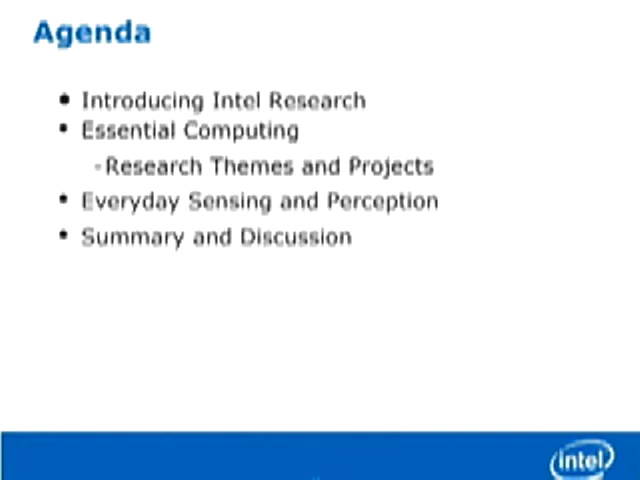 Agenda
• Introducing Intel Research
• Essential Computing
-Research Themes and Projects
• Everyday Sensing and Perception
• Summary and Discussion
intel